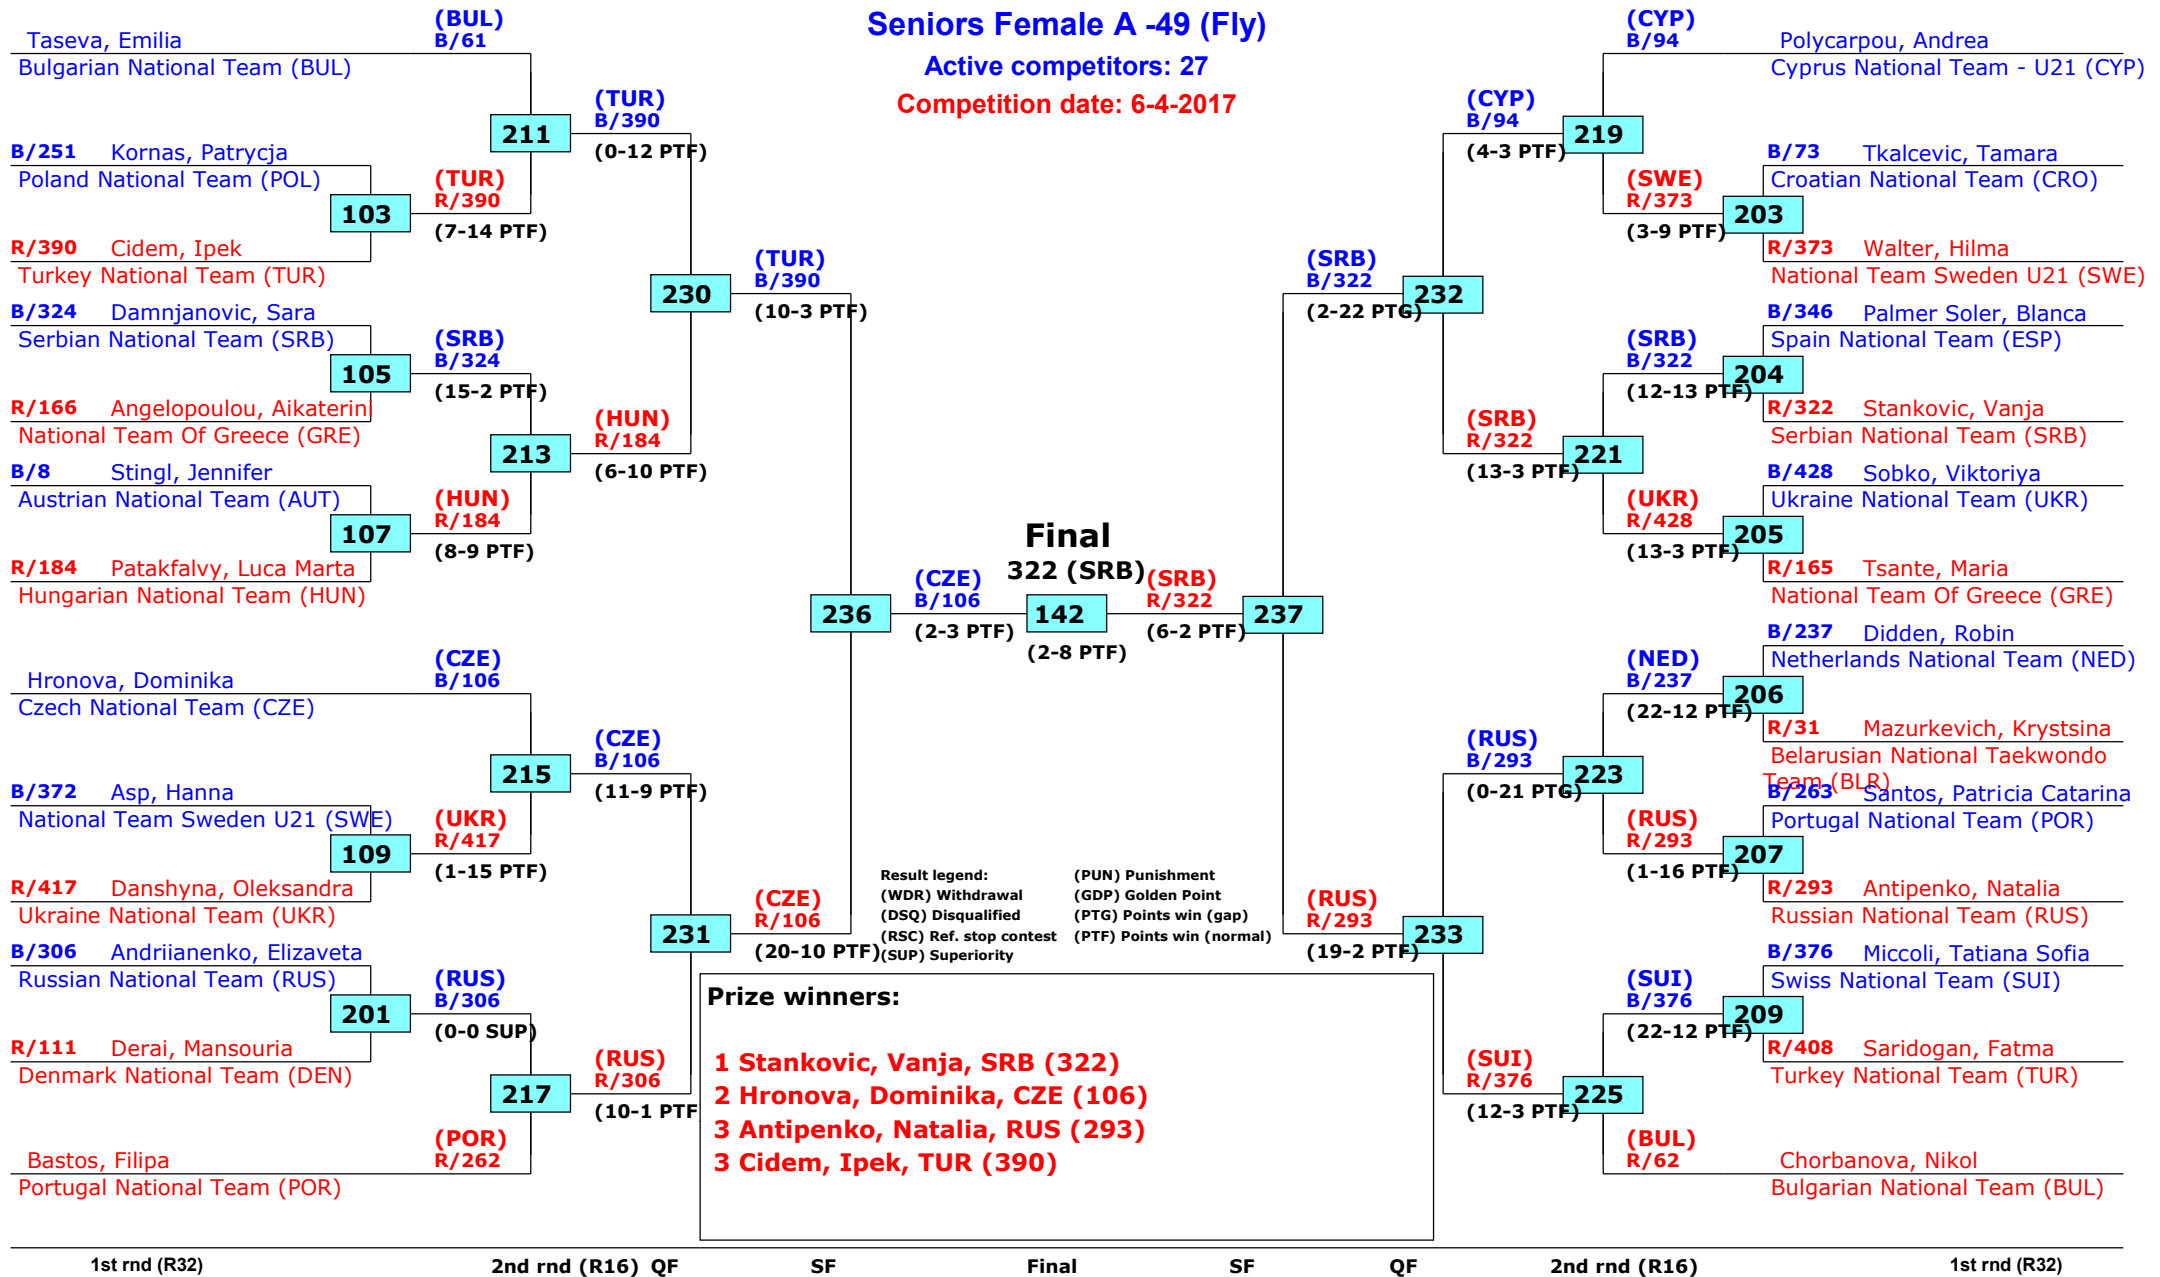 Seniors Female A -49 (Fly)
Active competitors: 27
Competition date: 6-4-2017
(BUL)
B/61
Taseva, Emilia
Bulgarian National Team (BUL)
211
(TUR)
B/390
(0-12 PTF)
B/251 Kornas, Patrycja
Poland National Team (POL)
103
(TUR)
R/390
(7-14 PTF)
R/390 Cidem, Ipek
Turkey National Team (TUR)
230
(TUR)
B/390
(10-3 PTF)
B/324 Damnjanovic, Sara
Serbian National Team (SRB)
105
(SRB)
B/324
(15-2 PTF)
R/166 Angelopoulou, Aikaterini
National Team Of Greece (GRE)
213
(HUN)
R/184
(6-10 PTF)
B/8 Stingl, Jennifer
Austrian National Team (AUT)
107
(HUN)
R/184
(8-9 PTF)
R/184 Patakfalvy, Luca Marta
Hungarian National Team (HUN)
236
(CZE)
B/106
(2-3 PTF)
(CZE)
B/106
Hronova, Dominika
Czech National Team (CZE)
215
(CZE)
B/106
(11-9 PTF)
B/372 Asp, Hanna
National Team Sweden U21 (SWE)
109
(UKR)
R/417
(1-15 PTF)
R/417 Danshyna, Oleksandra
Ukraine National Team (UKR)
231
(CZE)
R/106
(20-10 PTF)
B/306 Andriianenko, Elizaveta
Russian National Team (RUS)
201
(RUS)
B/306
(0-0 SUP)
R/111 Derai, Mansouria
Denmark National Team (DEN)
217
(RUS)
R/306
(10-1 PTF
(POR)
R/262
Bastos, Filipa
Portugal National Team (POR)
Final
322 (SRB)
142
(2-8 PTF)
(SRB)
R/322
(6-2 PTF)
237
(CYP)
B/94
Polycarpou, Andrea
Cyprus National Team - U21 (CYP)
(CYP)
B/94
(4-3 PTF)
219
B/73 Tkalcevic, Tamara
Croatian National Team (CRO)
(SWE)
R/373
(3-9 PTF)
203
R/373 Walter, Hilma
National Team Sweden U21 (SWE)
(SRB)
B/322
(2-22 PTG)
232
B/346 Palmer Soler, Blanca
Spain National Team (ESP)
(SRB)
B/322
(12-13 PTF)
204
R/322 Stankovic, Vanja
Serbian National Team (SRB)
(SRB)
R/322
(13-3 PTF)
221
B/428 Sobko, Viktoriya
Ukraine National Team (UKR)
(UKR)
R/428
(13-3 PTF)
205
R/165 Tsante, Maria
National Team Of Greece (GRE)
B/237 Didden, Robin
Netherlands National Team (NED)
(NED)
B/237
(22-12 PTF)
206
R/31 Mazurkevich, Krystsina
Belarusian National Taekwondo
Team (BLR)
(RUS)
B/293
(0-21 PTG)
223
B/263 Santos, Patricia Catarina
Portugal National Team (POR)
(RUS)
R/293
(1-16 PTF)
207
R/293 Antipenko, Natalia
Russian National Team (RUS)
(RUS)
R/293
(19-2 PTF)
233
B/376 Miccoli, Tatiana Sofia
Swiss National Team (SUI)
(SUI)
B/376
(22-12 PTF)
209
R/408 Saridogan, Fatma
Turkey National Team (TUR)
(SUI)
R/376
(12-3 PTF)
225
(BUL)
R/62
Chorbanova, Nikol
Bulgarian National Team (BUL)
Result legend: (PUN) Punishment
(WDR) Withdrawal (GDP) Golden Point
(DSQ) Disqualified (PTG) Points win (gap)
(RSC) Ref. stop contest (PTF) Points win (normal)
(SUP) Superiority
Prize winners:
1 Stankovic, Vanja, SRB (322)
2 Hronova, Dominika, CZE (106)
3 Antipenko, Natalia, RUS (293)
3 Cidem, Ipek, TUR (390)
1st rnd (R32) 2nd rnd (R16) QF SF Final SF QF 2nd rnd (R16) 1st rnd (R32)